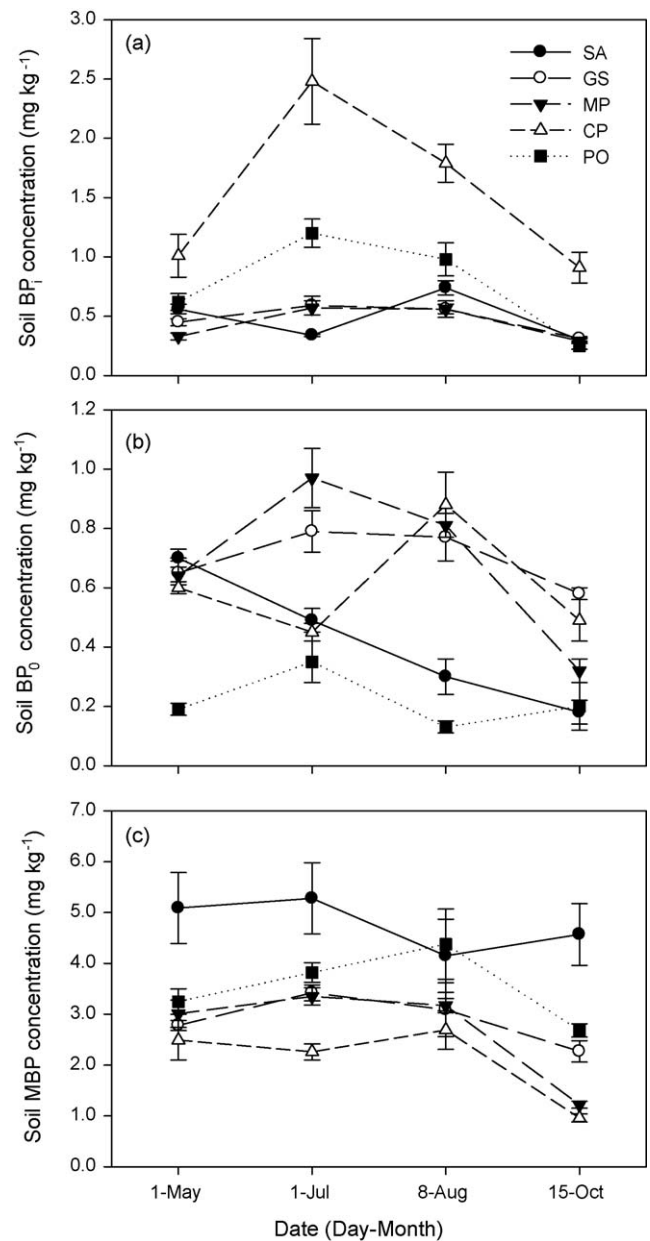 (a)
SA
GS
MP
CP
PO
Soil BPi concentration (mg kg-1)
3.0
2.5
2.0
1.5
1.0
0.5
0.0
(b)
Soil BP0 concentration (mg kg-1)
1.2
1.0
0.8
0.6
0.4
0.2
0.0
(c)
Soil MBP concentration (mg kg-1)
7.0
6.0
5.0
4.0
3.0
2.0
1.0
0.0
1-May 1-Jul 8-Aug 15-Oct
Date (Day-Month)